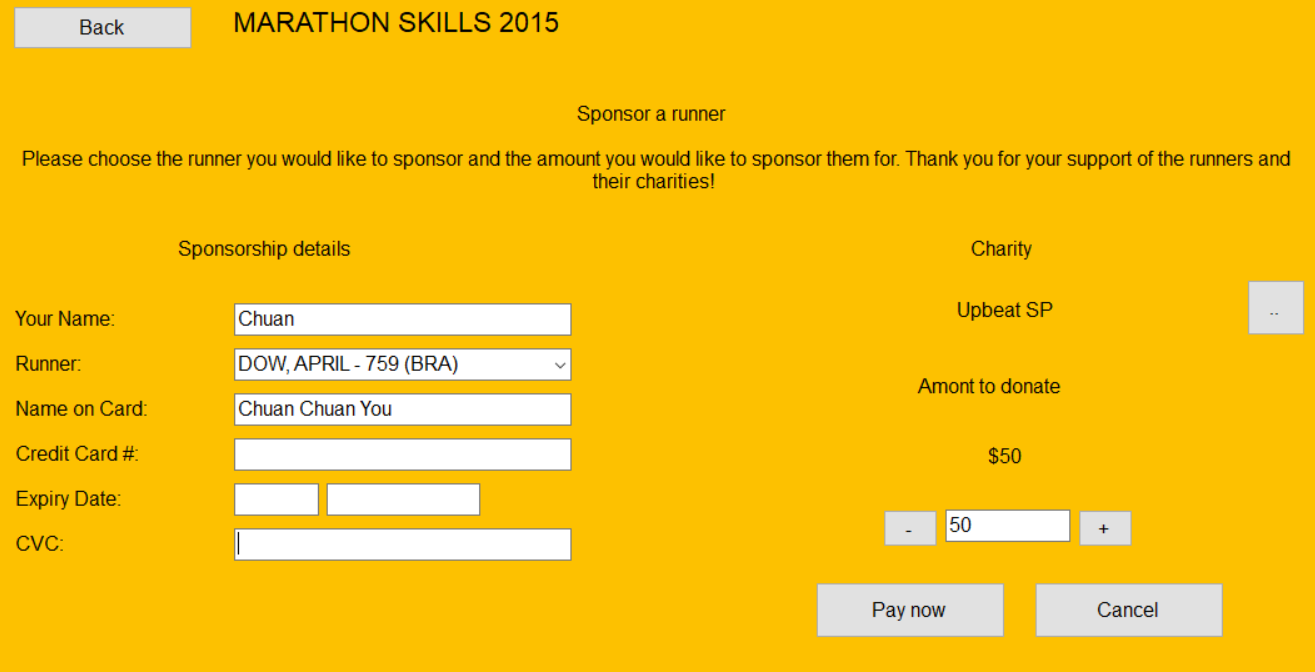 Back
MARATHON SKILLS 2015
Sponsor a runner
Please choose the runner you would like to sponsor and the amount you would like to sponsor them for. Thank you for your support of the runners and
their charities!
Sponsorship details
Your Name: Chuan
Runner: DOW, APRIL - 759 (BRA)
Name on Card: Chuan Chuan You
Credit Card #:
Expiry Date:
CVC:
Charity
Upbeat SP
..
Amont to donate
$50
- 50 +
Pay now
Cancel